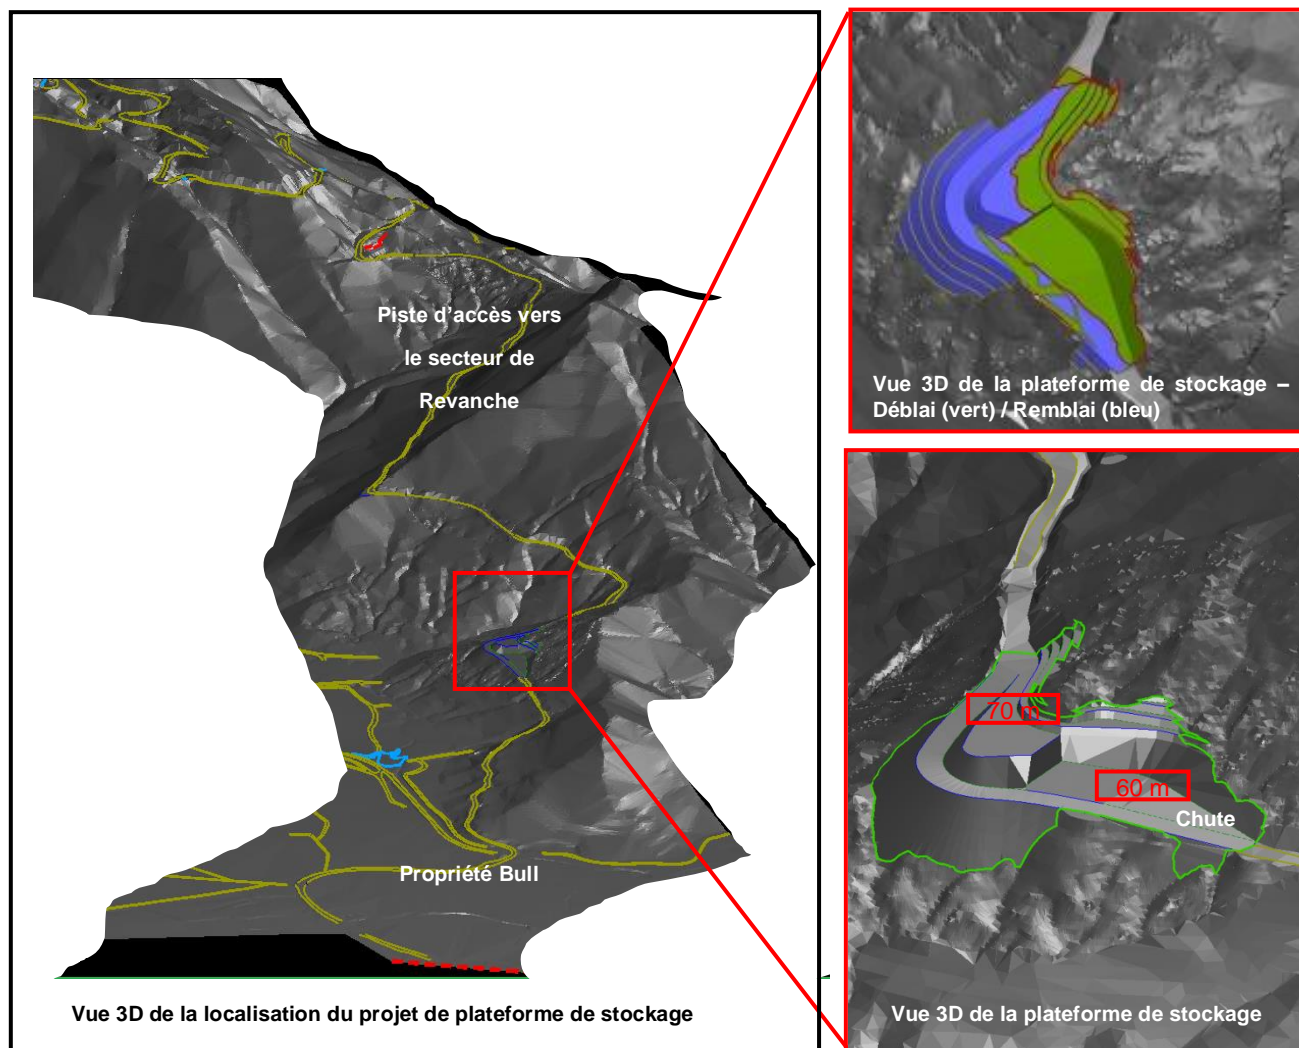 Piste d'accès vers
le secteur de
Revanche
Propriété Bull
Vue 3D de la localisation du projet de plateforme de stockage
Vue 3D de la plateforme de stockage –
Déblai (vert) / Remblai (bleu)
70 m
60 m
Chute
Vue 3D de la plateforme de stockage